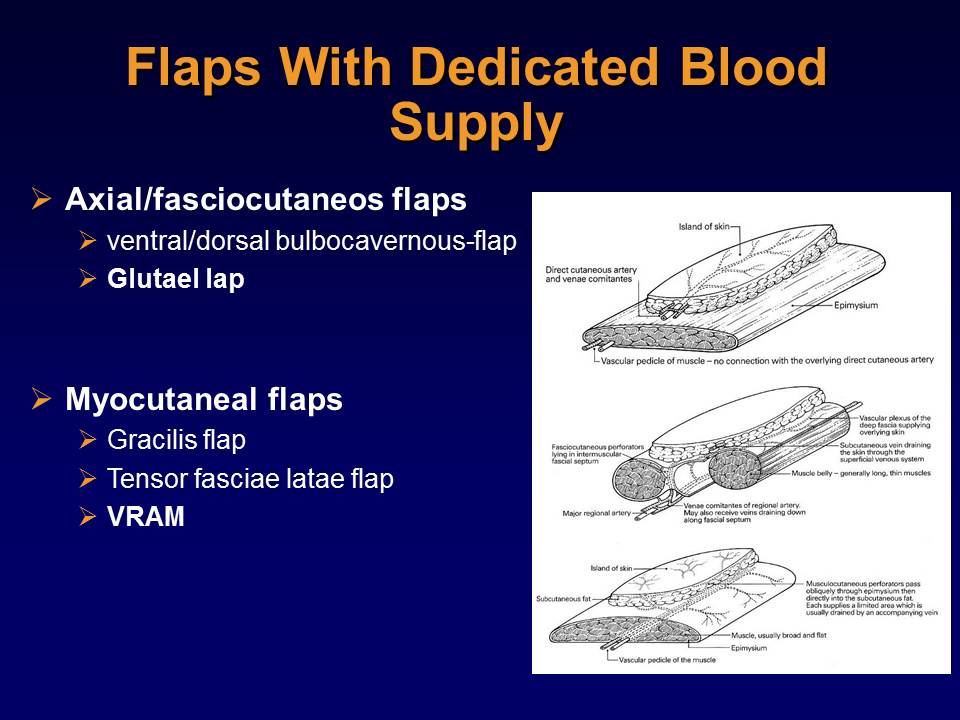 Flaps With Dedicated Blood
Supply
Axial/fasciocutaneos flaps
ventral/dorsal bulbocavernous-flap
Glutael lap
Myocutaneal flaps
Gracilis flap
Tensor fasciae latae flap
VRAM
Island of skin
Direct cutaneous artery
and venae comitantes
Epimysium
Vascular pedicle of muscle – no connection with the overlying direct cutaneous artery
Fasciocutaneous perforators
lying in intermuscular
fascial septum
Vascular plexus of the
deep fascia supplying
overlying skin
Subcutaneous vein draining
the skin through the
superficial venous system
Muscle belly – generally long, thin muscles
Major regional artery
Venae comitantes of regional artery.
May also receive veins draining down
along fascial septum
Island of skin
Subcutaneous fat
Musculocutaneous perforators pass
obliquely through epimysium then
directly into the subcutaneous fat.
Each supplies a limited area which is
usually drained by an accompanying vein
Muscle, usually broad and flat
Epimysium
Vascular pedicle of the muscle